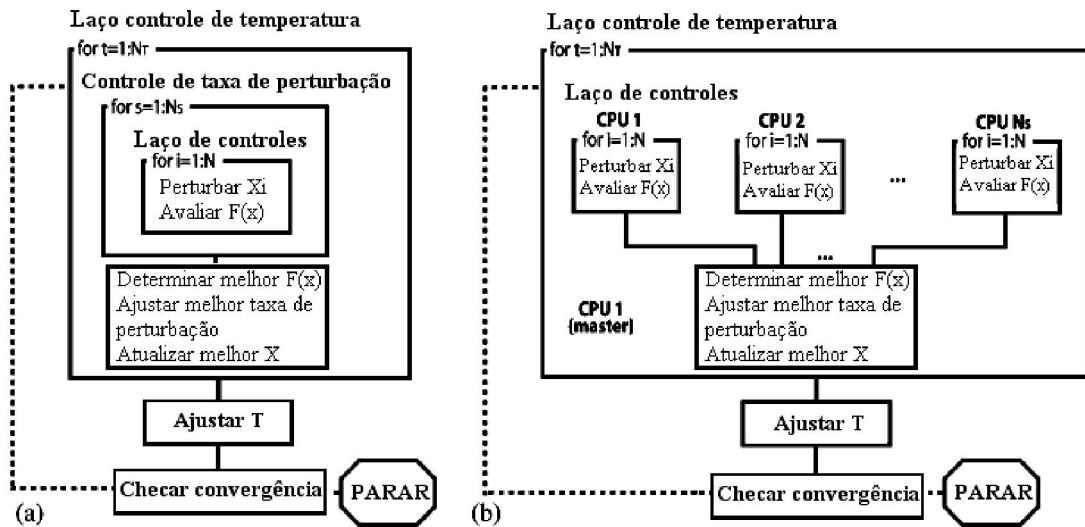 Laço controle de temperatura
for t=1:NT
Controle de taxa de perturbação
for s=1:Ns
Laço de controles
for i=1:N
Perturbar Xi
Avaliar F(x)
Determinar melhor F(x)
Ajustar melhor taxa de
perturbação
Atualizar melhor X
Ajustar T
Checar convergência
PARAR
(a)
Laço controle de temperatura
for t=1:NT
Laço de controles
CPU 1
for i=1:N
Perturbar Xi
Avaliar F(x)
CPU 2
for i=1:N
Perturbar Xi
Avaliar F(x)
...
CPU Ns
for i=1:N
Perturbar Xi
Avaliar F(x)
...
CPU 1
(master)
Determinar melhor F(x)
Ajustar melhor taxa de
perturbação
Atualizar melhor X
Ajustar T
Checar convergência
PARAR
(b)